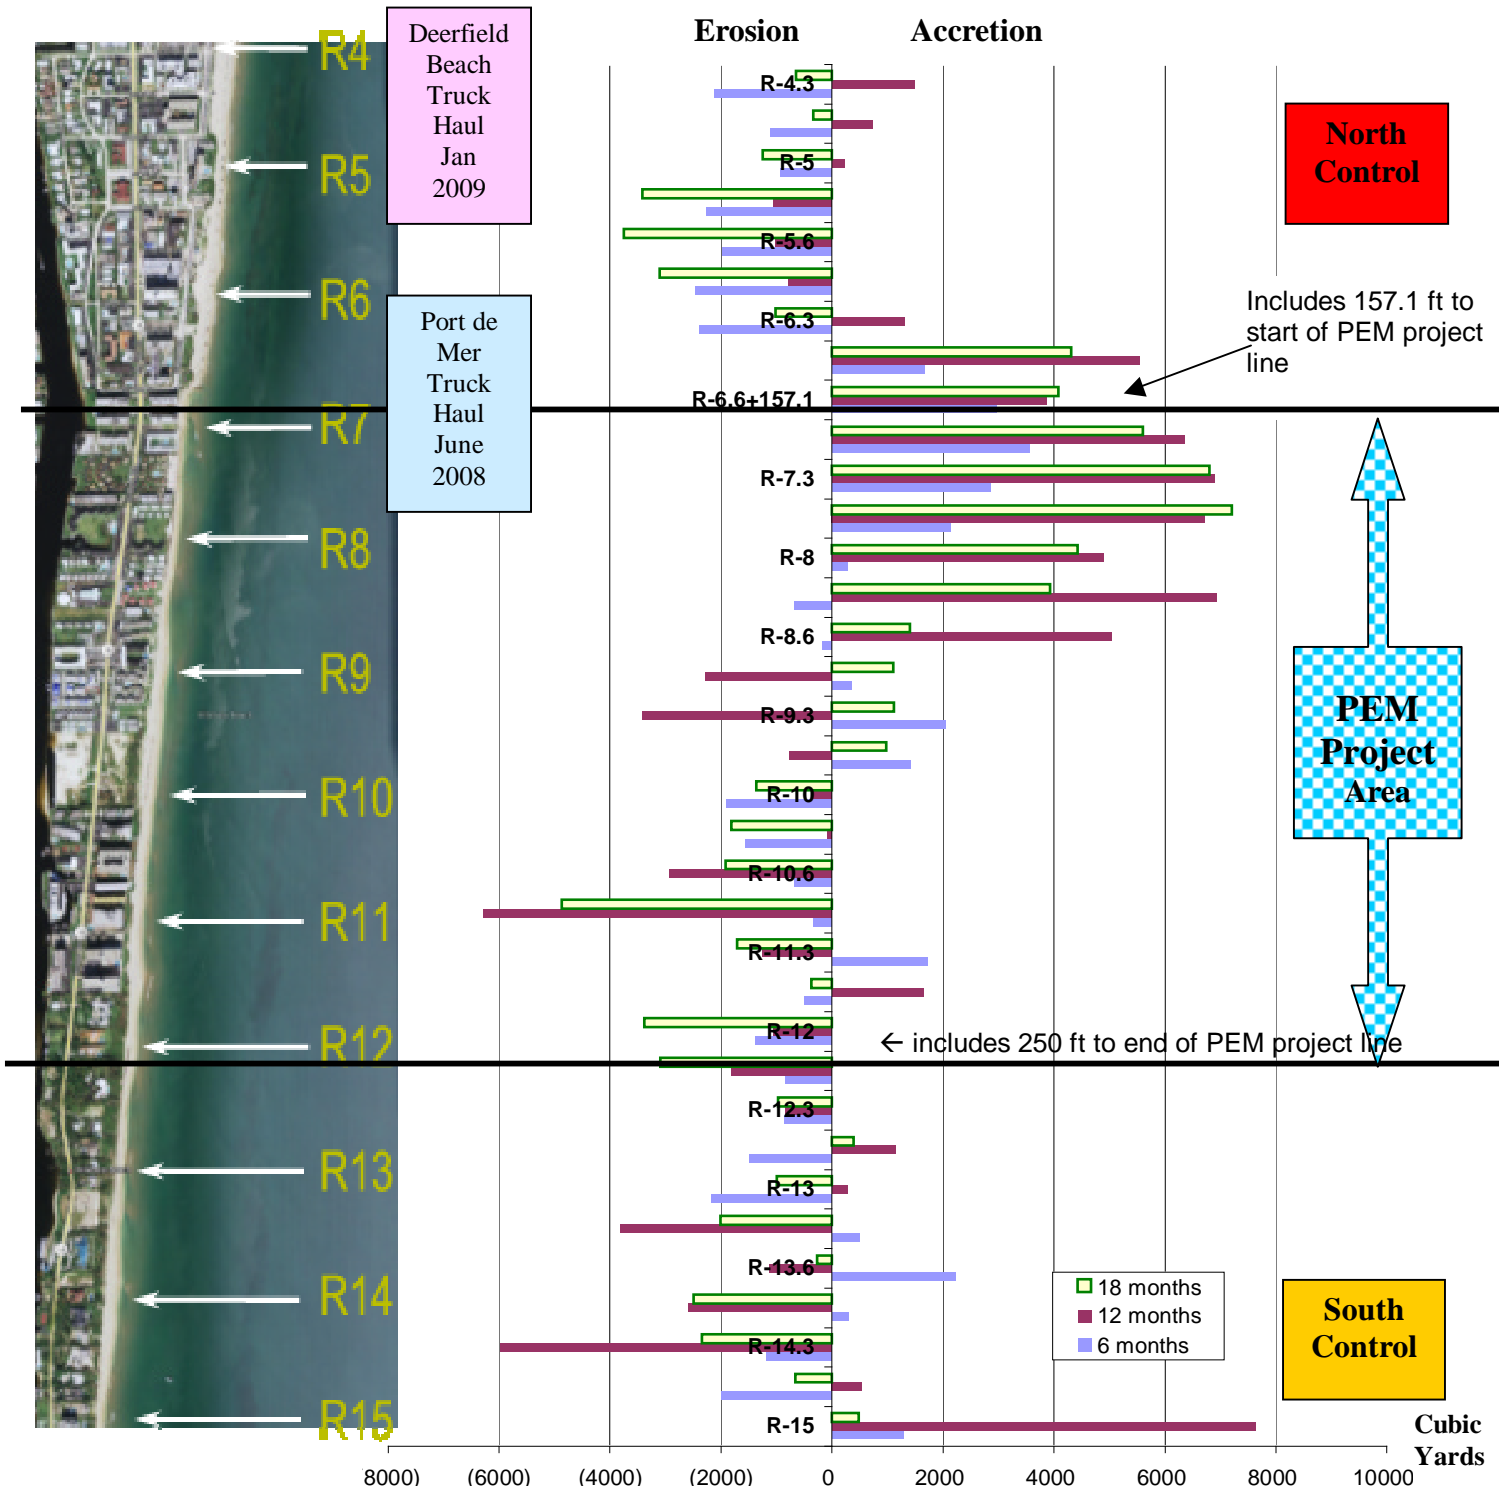 Erosion
Accretion
Deerfield
Beach
Truck
Haul
Jan
2009
Port de
Mer
Truck
Haul
June
2008
R4
R5
R6
R7
R8
R9
R10
R11
R12
R13
R14
R15
R-4.3
R-5
R-5.6
R-6.3
R-6.6+157.1
R-7.3
R-8
R-8.6
R-9.3
R-10
R-10.6
R-11.3
R-12
R-12.3
R-13
R-13.6
R-14.3
R-15
North
Control
Includes 157.1 ft to
start of PEM project
line
PEM
Project
Area
← includes 250 ft to end of PEM project line
18 months
12 months
6 months
South
Control
Cubic
Yards
8000) (6000) (4000) (2000) 0 2000 4000 6000 8000 10000